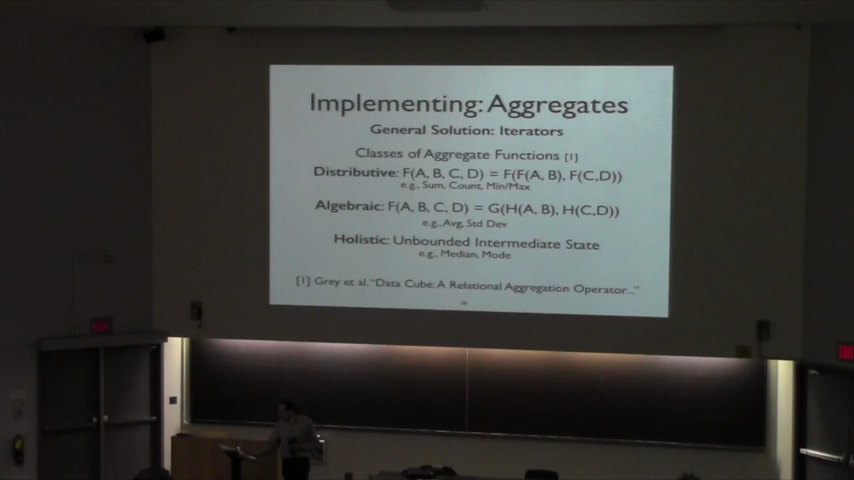 Implementing: Aggregates
General Solution: Iterators
Classes of Aggregate Functions [1]
Distributive: F(A, B, C, D) = F(F(A, B), F(C,D))
e.g., Sum, Count, Min/Max
Algebraic: F(A, B, C, D) = G(H(A, B), H(C,D))
e.g., Avg, Std Dev
Holistic: Unbounded Intermediate State
e.g., Median, Mode
[1] Grey et al. "Data Cube: A Relational Aggregation Operator..."